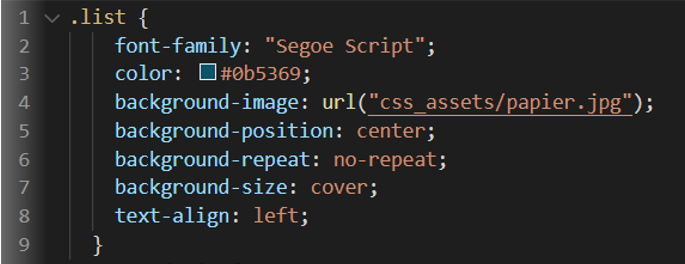 1 .list {
2 font-family: "Segoe Script";
3 color: #0b5369;
4 background-image: url("css_assets/papier.jpg");
5 background-position: center;
6 background-repeat: no-repeat;
7 background-size: cover;
8 text-align: left;
9 }